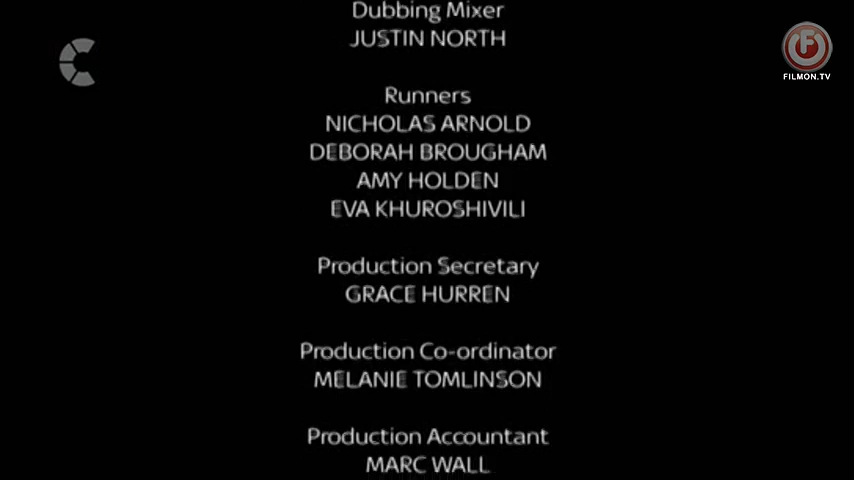 Dubbing Mixer
JUSTIN NORTH
FILMON.TV
Runners
NICHOLAS ARNOLD
DEBORAH BROUGHAM
AMY HOLDEN
EVA KHUROSHIVILI
Production Secretary
GRACE HURREN
Production Co-ordinator
MELANIE TOMLINSON
Production Accountant
MARC WALL